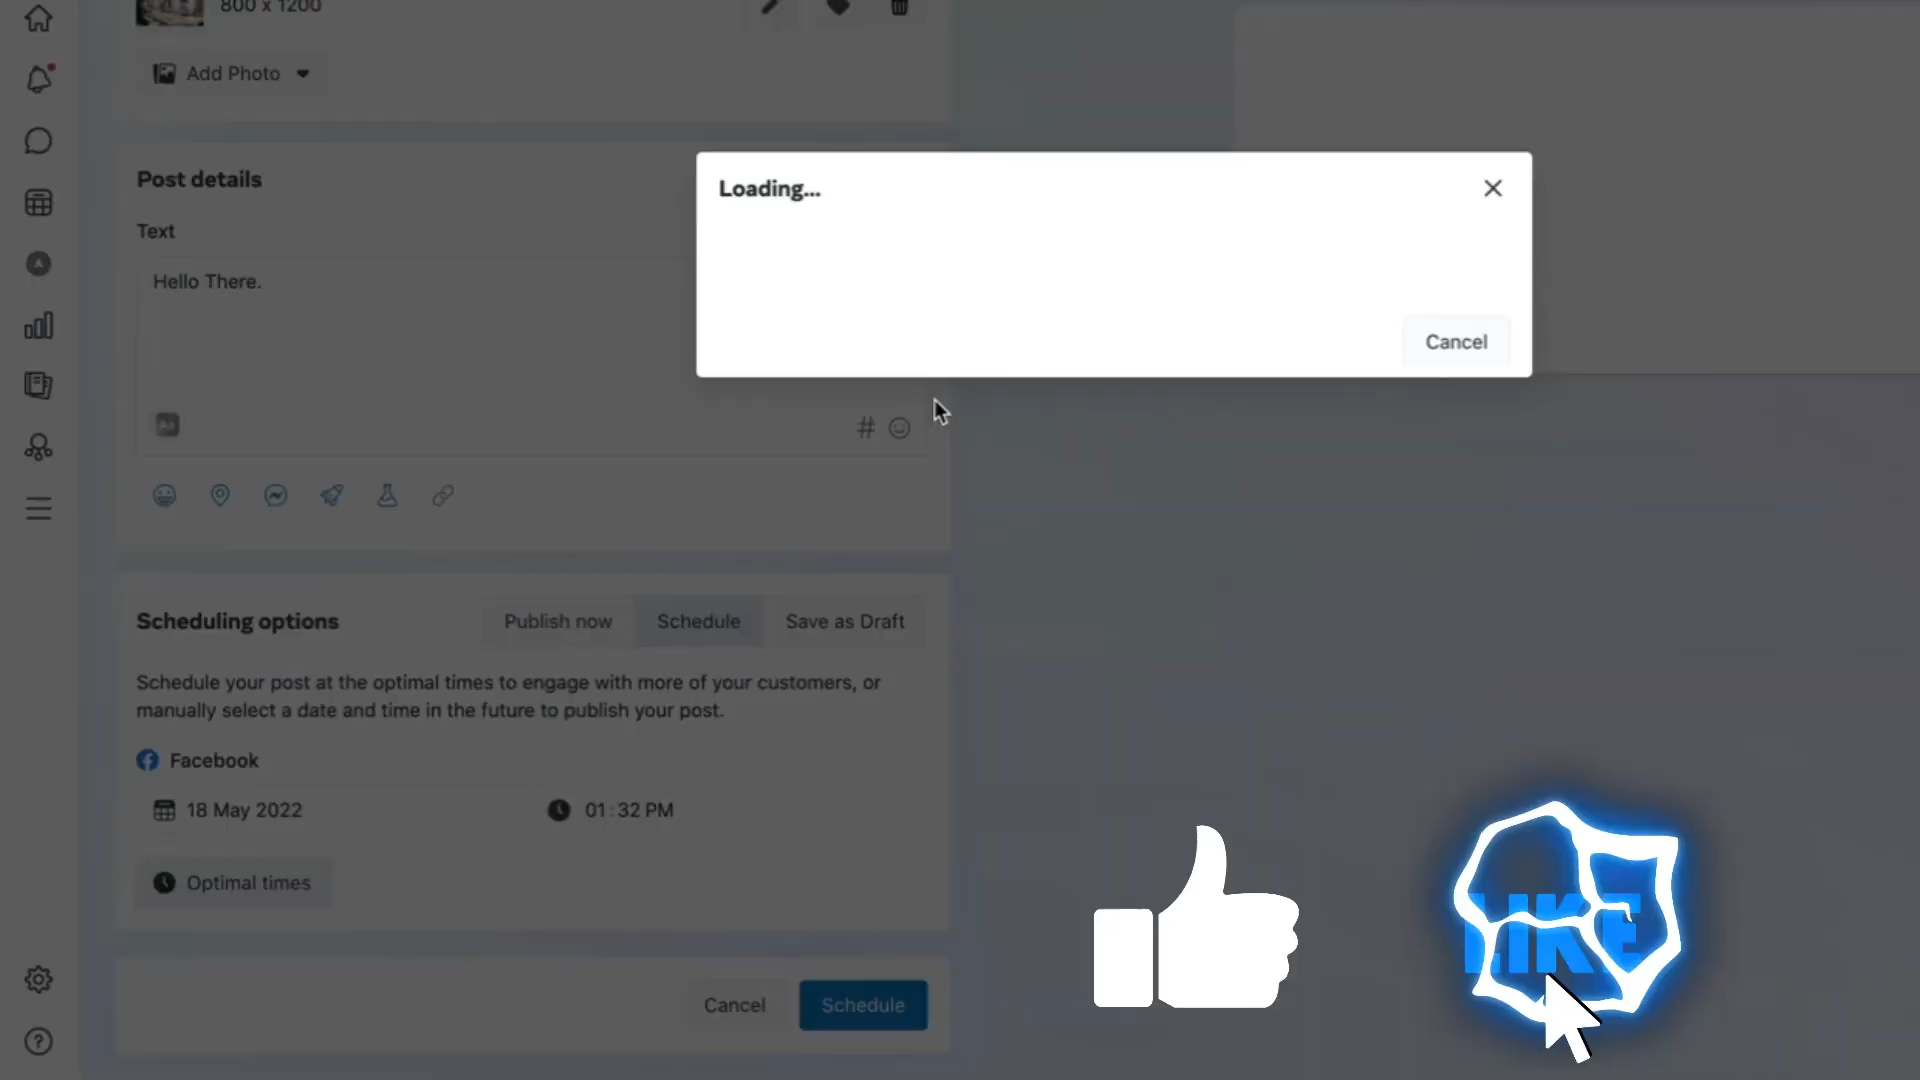 800 x 1200
Add Photo
Post details
Text
Hello There.
Aa
#
Loading...
Cancel
Scheduling options
Publish now
Schedule
Save as Draft
Schedule your post at the optimal times to engage with more of your customers, or
manually select a date and time in the future to publish your post.
Facebook
18 May 2022
01:32 PM
Optimal times
Cancel
Schedule
LIKE